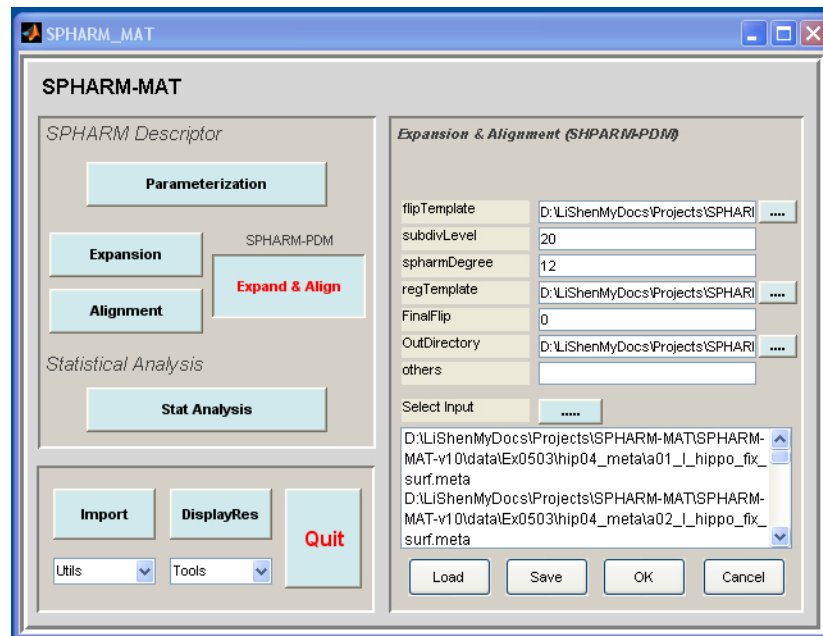 SPHARM_MAT
SPHARM-MAT
SPHARM Descriptor
Parameterization
Expansion
SPHARM-PDM
Expand & Align
Alignment
Statistical Analysis
Stat Analysis
Import
DisplayRes
Quit
Utils
Tools
Expansion & Alignment (SHPARM-PDM)
flipTemplate
D:\LiShenMyDocs\Projects\SPHARI
....
subdivLevel
20
spharmDegree
12
regTemplate
D:\LiShenMyDocs\Projects\SPHARI
....
FinalFlip
0
OutDirectory
D:\LiShenMyDocs\Projects\SPHARI
....
others
Select Input
.....
D:\LiShenMyDocs\Projects\SPHARM-MAT\SPHARM-
MAT-v10\data\Ex0503\hip04_meta\a01_l_hippo_fix_
surf.meta
D:\LiShenMyDocs\Projects\SPHARM-MAT\SPHARM-
MAT-v10\data\Ex0503\hip04_meta\a02_l_hippo_fix_
surf.meta
Load
Save
OK
Cancel